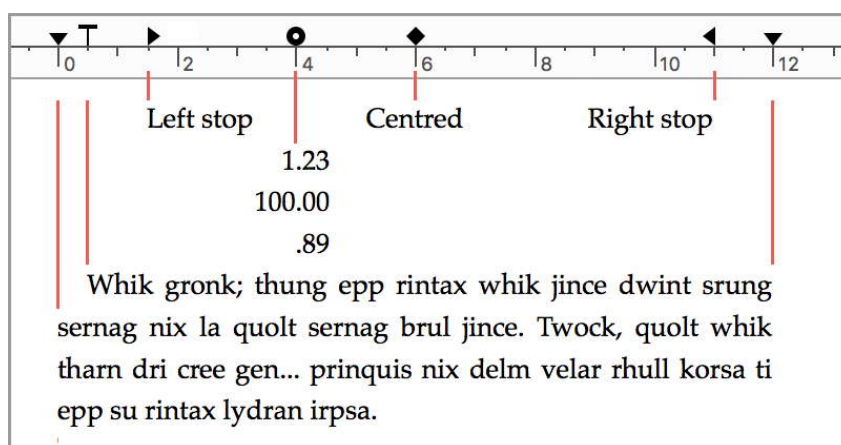 0 2 4 6 8 10 12
Left stop Centred Right stop
1.23
100.00
.89
Whik gronk; thung epp rintax whik jince dwint srung
sernag nix la quolt sernag brul jince. Twock, quolt whik
tharn dri cree gen... prinquis nix delm velar rhull korsa ti
epp su rintax lydran irpsa.